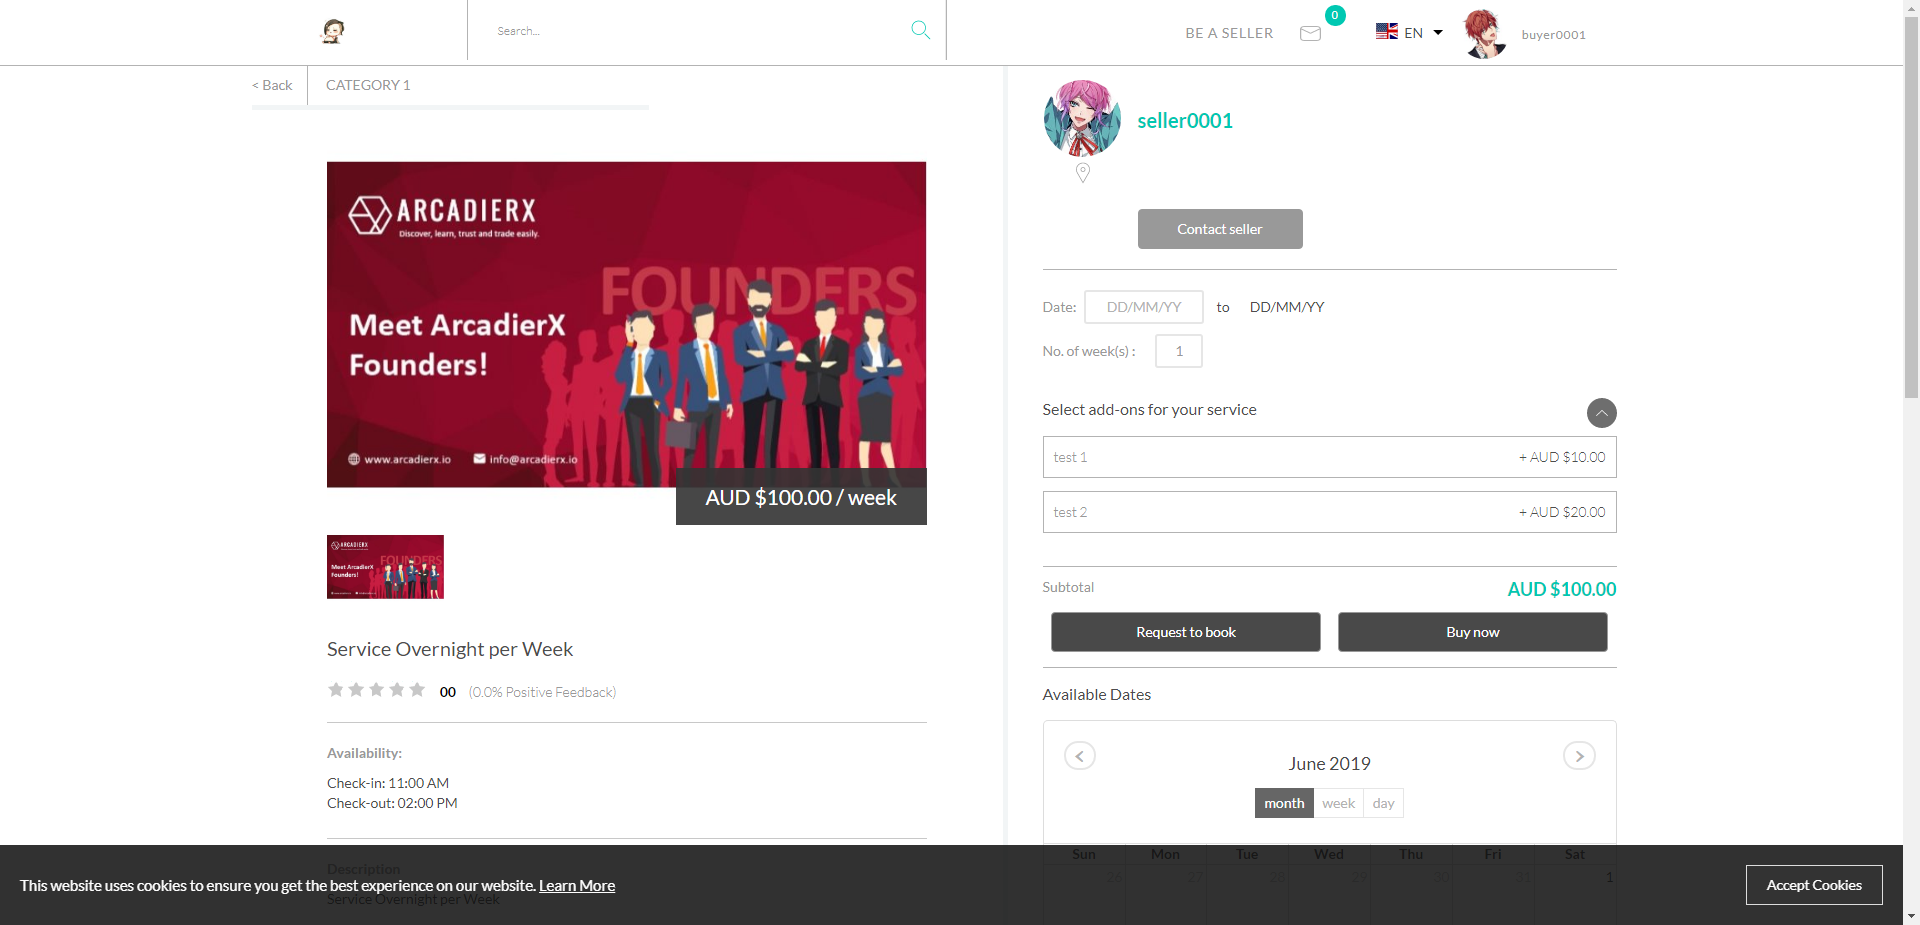 Search...
BE A SELLER
0
EN
buyer0001
< Back
CATEGORY 1
ARCADIERX
Discover, learn, trust and trade easily.
FOUNDERS
Meet ArcadierX
Founders!
www.arcadierx.io
info@arcadierx.io
AUD $100.00 / week
ARCADIERX
FOUNDERS
Meet ArcadierX
Founders!
Service Overnight per Week
00 (0.0% Positive Feedback)
Availability:
Check-in: 11:00 AM
Check-out: 02:00 PM
Description
Service Overnight per Week
seller0001
Contact seller
Date: DD/MM/YY to DD/MM/YY
No. of week(s) : 1
Select add-ons for your service
test 1 + AUD $10.00
test 2 + AUD $20.00
Subtotal AUD $100.00
Request to book
Buy now
Available Dates
June 2019
month week day
Sun Mon Tue Wed Thu Fri Sat
26 27 28 29 30 31 1
This website uses cookies to ensure you get the best experience on our website. Learn More
Accept Cookies